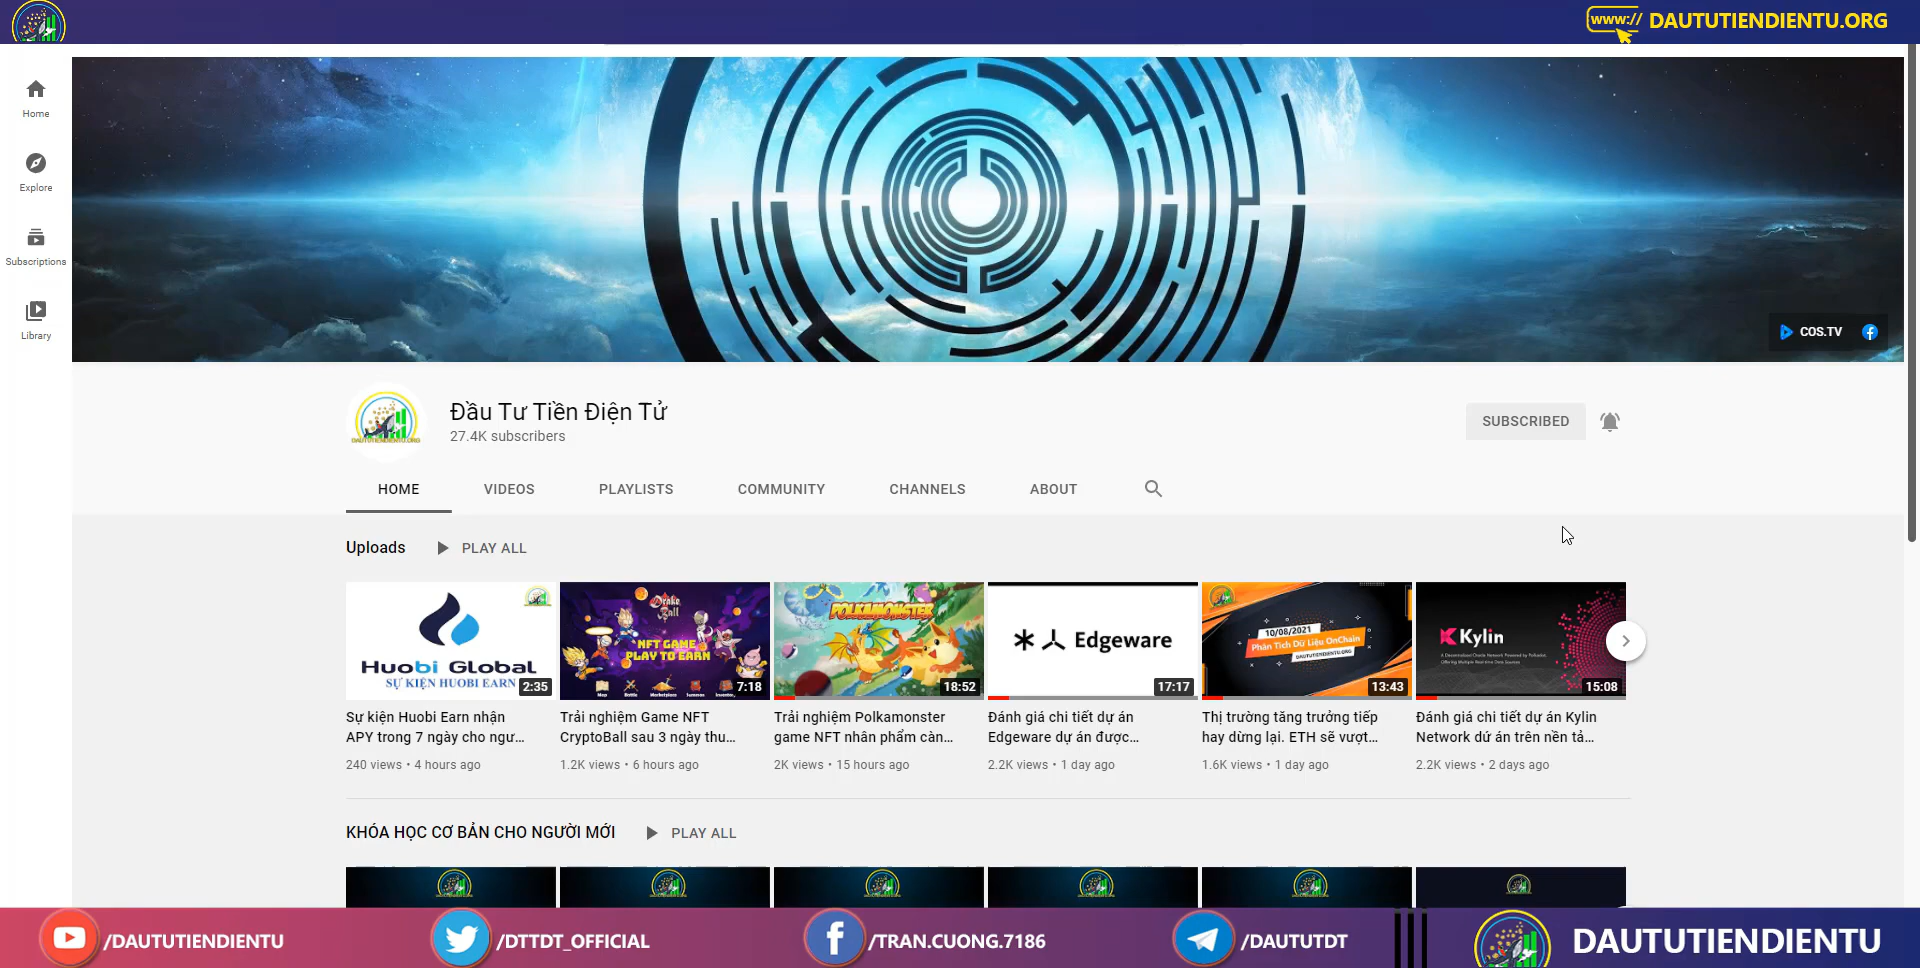 www:// DAUTUTIENDIENTU.ORG
Home
Explore
Subscriptions
Library
COS.TV
Đầu Tư Tiền Điện Tử
27.4K subscribers
SUBSCRIBED
HOME VIDEOS PLAYLISTS COMMUNITY CHANNELS ABOUT
Uploads PLAY ALL
Huobi Global
SỰ KIỆN HUOBI EARN
2:35
NFT GAME
PLAY TO EARN
7:18
POLKAMONSTER
18:52
Edgeware
17:17
10/08/2021
Phân Tích Dữ Liệu OnChain
DAUTUTIENDIENTU.ORG
13:43
Kylin
15:08
Sự kiện Huobi Earn nhận
APY trong 7 ngày cho ngư...
240 views • 4 hours ago
Trải nghiệm Game NFT
CryptoBall sau 3 ngày thu...
1.2K views • 6 hours ago
Trải nghiệm Polkamonster
game NFT nhân phẩm càn...
2K views • 15 hours ago
Đánh giá chi tiết dự án
Edgeware dự án được...
2.2K views • 1 day ago
Thị trường tăng trưởng tiếp
hay dừng lại. ETH sẽ vượt...
1.6K views • 1 day ago
Đánh giá chi tiết dự án Kylin
Network dứ án trên nền tả...
2.2K views • 2 days ago
KHÓA HỌC CƠ BẢN CHO NGƯỜI MỚI PLAY ALL
/DAUTUTIENDIENTU
/DTTDT_OFFICIAL
/TRAN.CUONG.7186
/DAUTUTDT
DAUTUTIENDIENTU